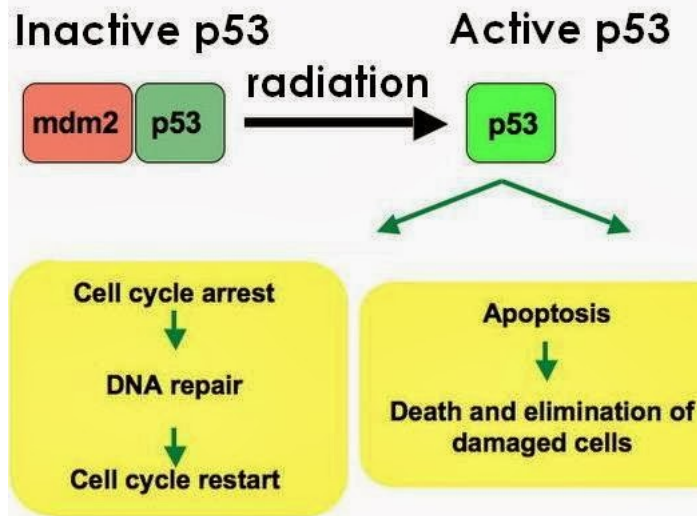 Inactive p53
Active p53
radiation
mdm2
p53
p53
Cell cycle arrest
DNA repair
Cell cycle restart
Apoptosis
Death and elimination of
damaged cells